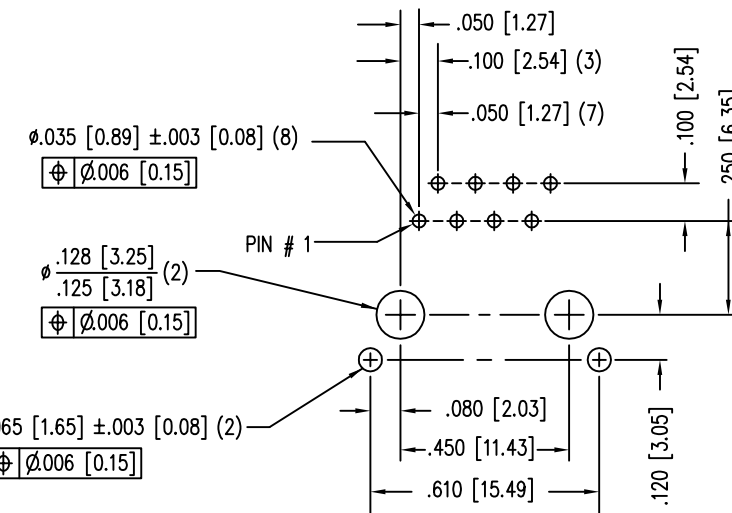 .050 [1.27]
.100 [2.54] (3)
.050 [1.27] (7)
.100 [2.54]
.250 [6.35]
⌀.035 [0.89] ±.003 [0.08] (8)
⌖ ⌀.006 [0.15]
PIN # 1
⌀ .128 [3.25]
.125 [3.18] (2)
⌖ ⌀.006 [0.15]
65 [1.65] ±.003 [0.08] (2)
⌖ ⌀.006 [0.15]
.080 [2.03]
.450 [11.43]
.610 [15.49]
.120 [3.05]